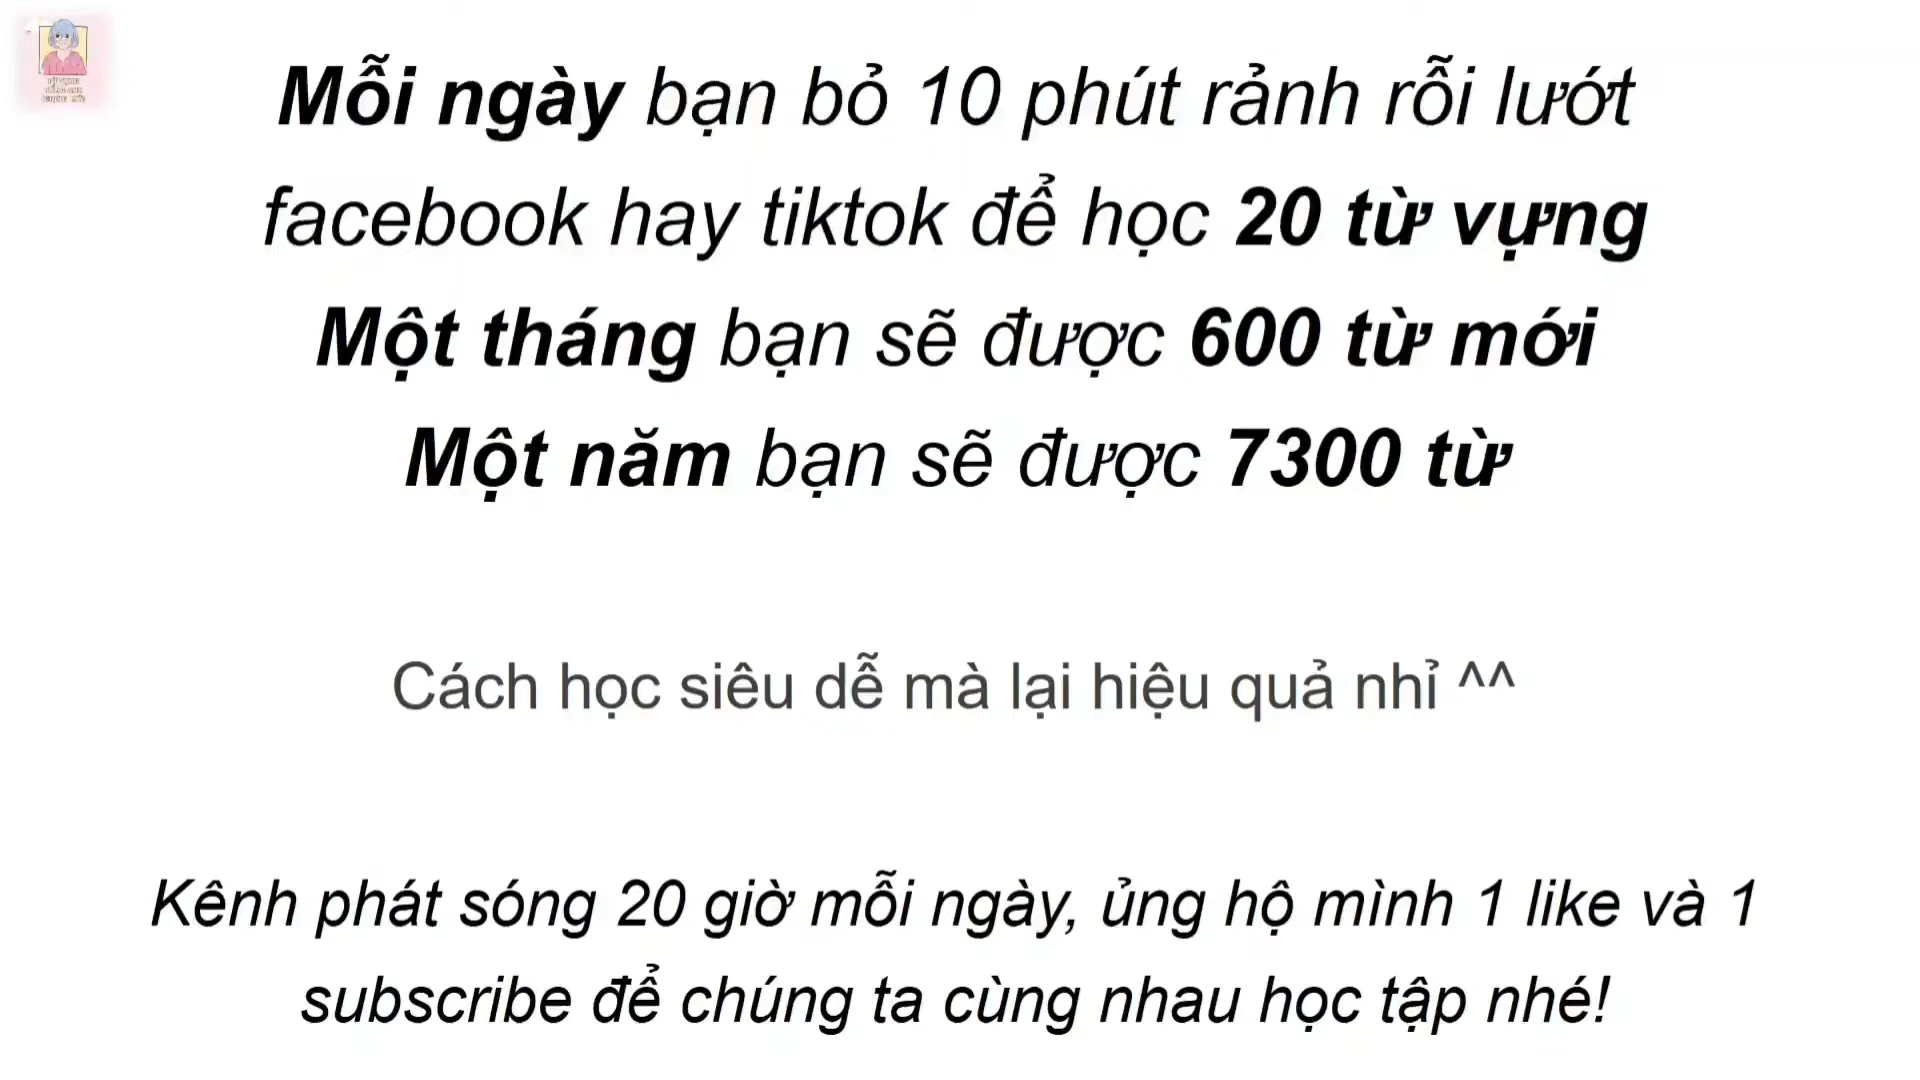 Mỗi ngày bạn bỏ 10 phút rảnh rỗi lướt
facebook hay tiktok để học 20 từ vựng
Một tháng bạn sẽ được 600 từ mới
Một năm bạn sẽ được 7300 từ
Cách học siêu dễ mà lại hiệu quả nhỉ ^^
Kênh phát sóng 20 giờ mỗi ngày, ủng hộ mình 1 like và 1
subscribe để chúng ta cùng nhau học tập nhé!